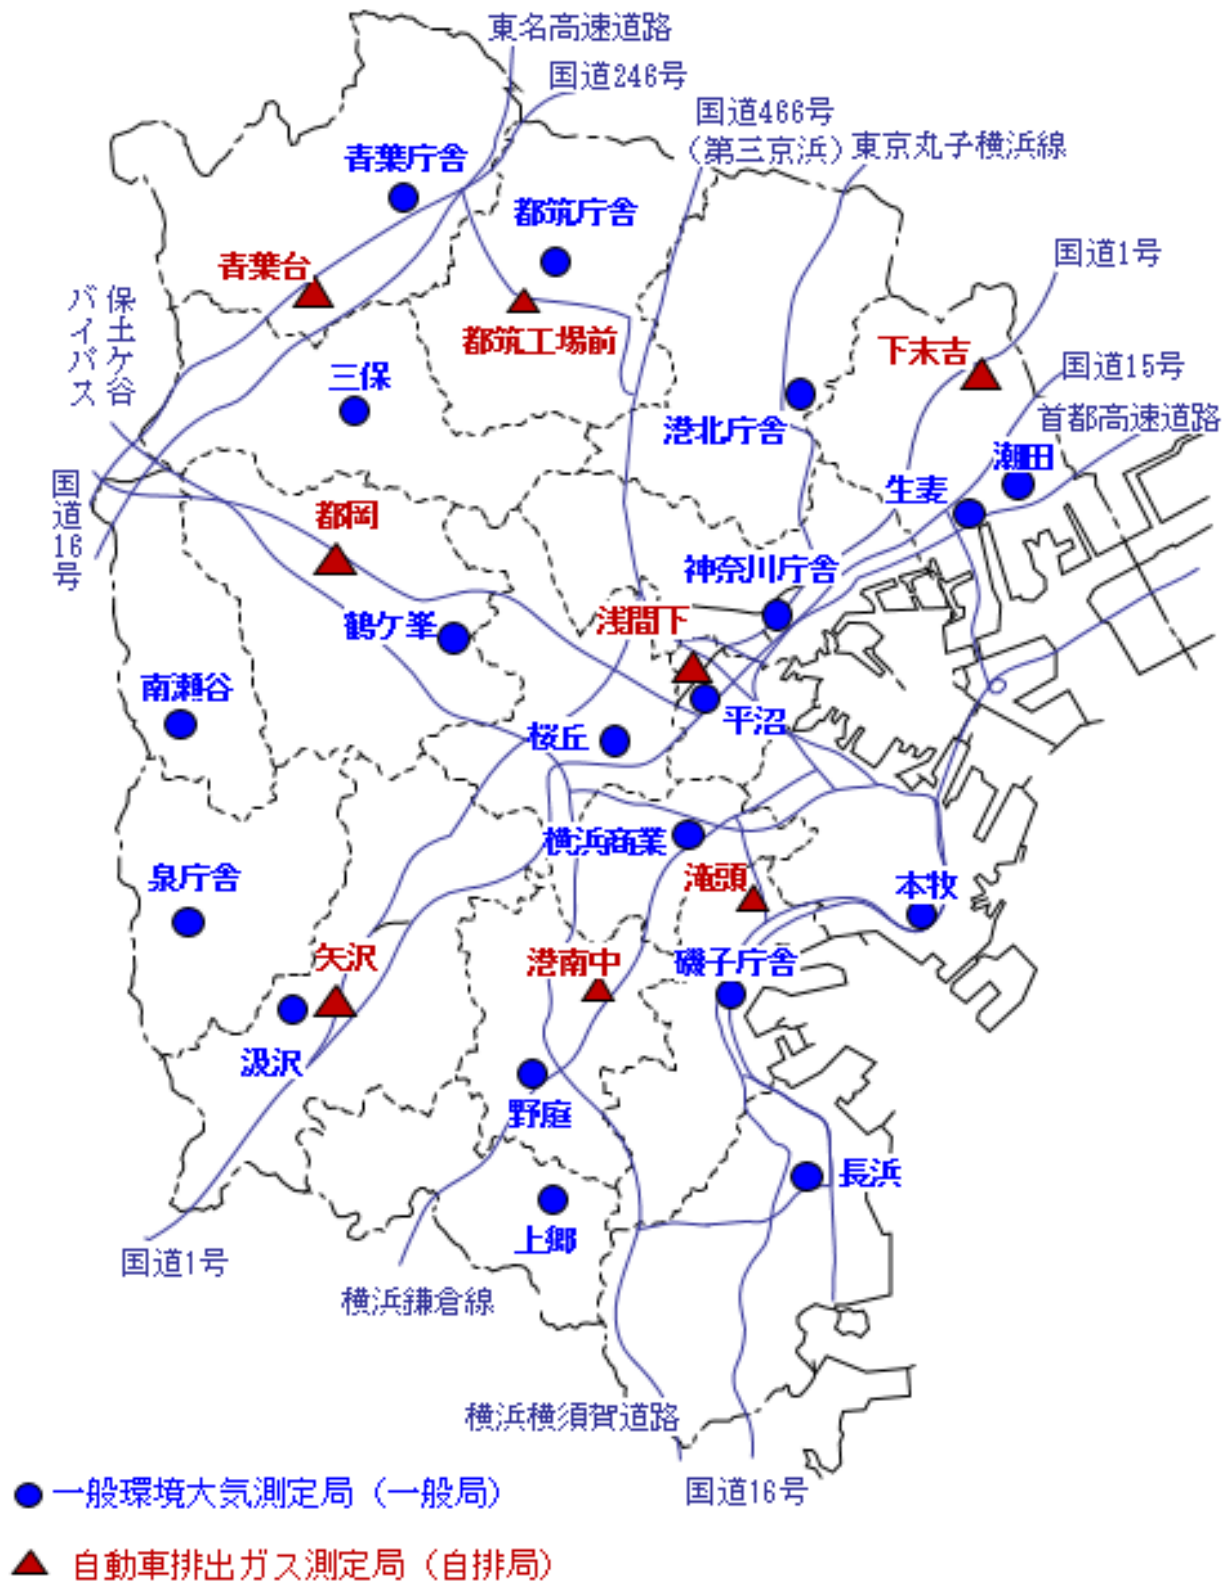 東名高速道路
国道246号
国道466号
（第三京浜）
東京丸子横浜線
青葉庁舎
都筑庁舎
国道1号
青葉台
保土ケ谷
バイパス
都筑工場前
下末吉
国道15号
三保
首都高速道路
港北庁舎
潮田
生麦
国道16号
都岡
神奈川庁舎
浅間下
鶴ケ峯
南瀬谷
平沼
桜丘
横浜商業
泉庁舎
滝頭
本牧
矢沢
港南中
磯子庁舎
汲沢
野庭
長浜
上郷
国道1号
横浜鎌倉線
横浜横須賀道路
国道16号
一般環境大気測定局（一般局）
自動車排出ガス測定局（自排局）